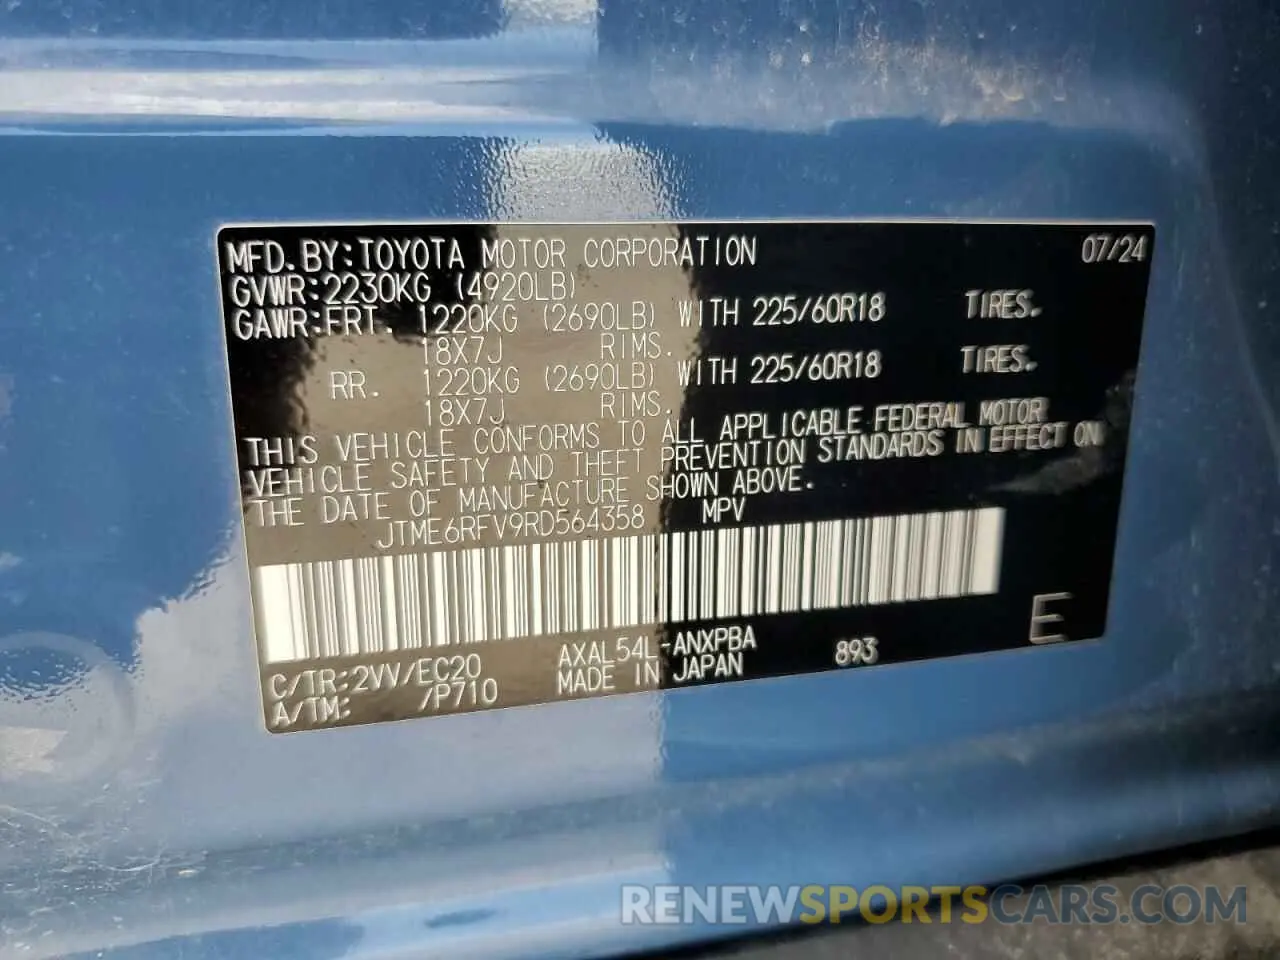 MFD.BY:TOYOTA MOTOR CORPORATION 07/24
GVWR:2230KG (4920LB)
GAWR:FRT. 1220KG (2690LB) WITH 225/60R18 TIRES.
18X7J RIMS.
RR. 1220KG (2690LB) WITH 225/60R18 TIRES.
18X7J RIMS.
THIS VEHICLE CONFORMS TO ALL APPLICABLE FEDERAL MOTOR
VEHICLE SAFETY AND THEFT PREVENTION STANDARDS IN EFFECT ON
THE DATE OF MANUFACTURE SHOWN ABOVE.
JTME6RFV9RD564358 MPV
E
C/TR:2VV/EC20 AXAL54L-ANXPBA 893
A/TM: /P710 MADE IN JAPAN
RENEWSPORTSCARS.COM